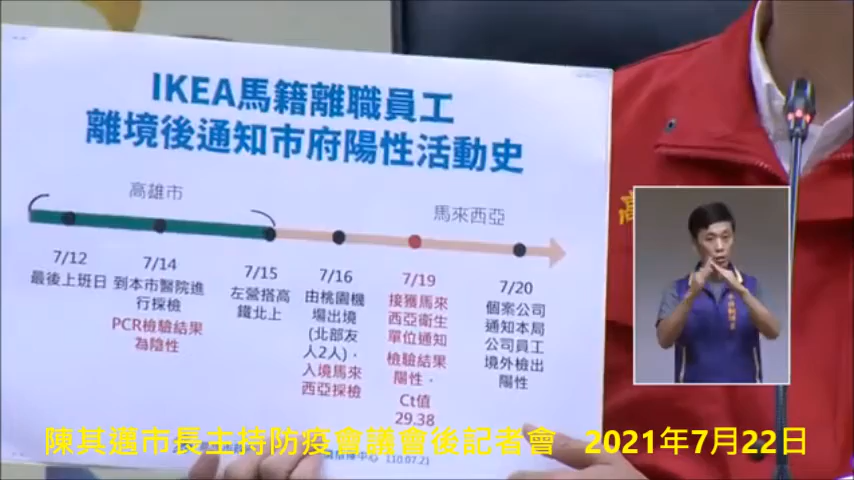 IKEA馬籍離職員工
離境後通知市府陽性活動史
高雄市
馬來西亞
7/12
最後上班日
7/14
到本市醫院進
行採檢
PCR檢驗結果
為陰性
7/15
左營搭高
鐵北上
7/16
由桃園機
場出境
(北部友
人2人)，
入境馬來
西亞採檢
7/19
接獲馬來
西亞衛生
單位通知
檢驗結果
陽性，
Ct值
29.38
7/20
個案公司
通知本局
公司員工
境外檢出
陽性
高
中心 110.07.21
陳其邁市長主持防疫會議會後記者會 2021年7月22日